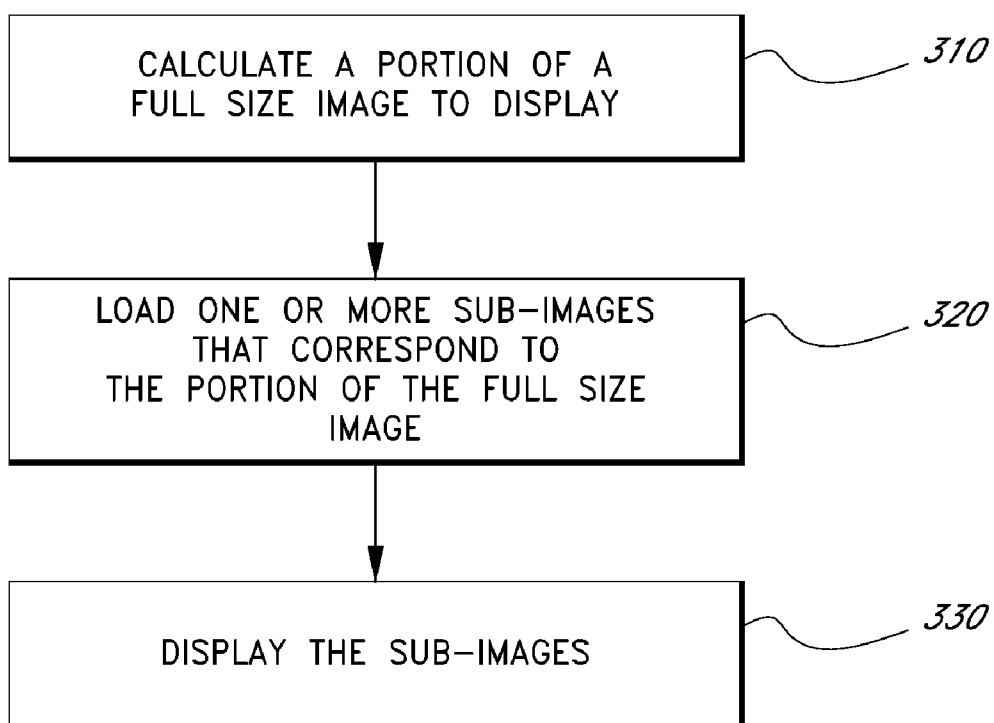 CALCULATE A PORTION OF A
FULL SIZE IMAGE TO DISPLAY
310
LOAD ONE OR MORE SUB-IMAGES
THAT CORRESPOND TO
THE PORTION OF THE FULL SIZE
IMAGE
320
DISPLAY THE SUB-IMAGES
330